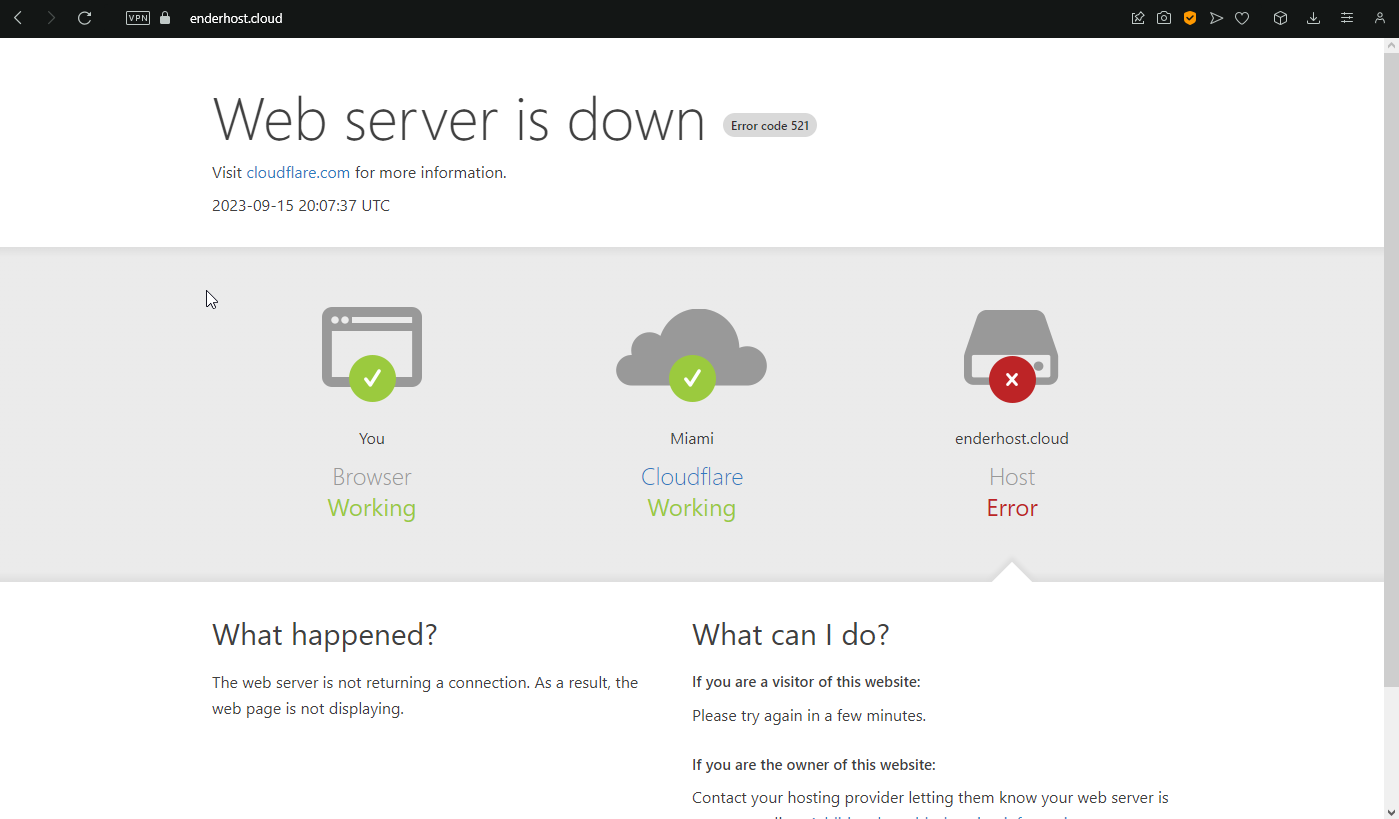 VPN enderhost.cloud
Web server is down Error code 521
Visit cloudflare.com for more information.
2023-09-15 20:07:37 UTC
You
Browser
Working
Miami
Cloudflare
Working
enderhost.cloud
Host
Error
What happened?
The web server is not returning a connection. As a result, the
web page is not displaying.
What can I do?
If you are a visitor of this website:
Please try again in a few minutes.
If you are the owner of this website:
Contact your hosting provider letting them know your web server is